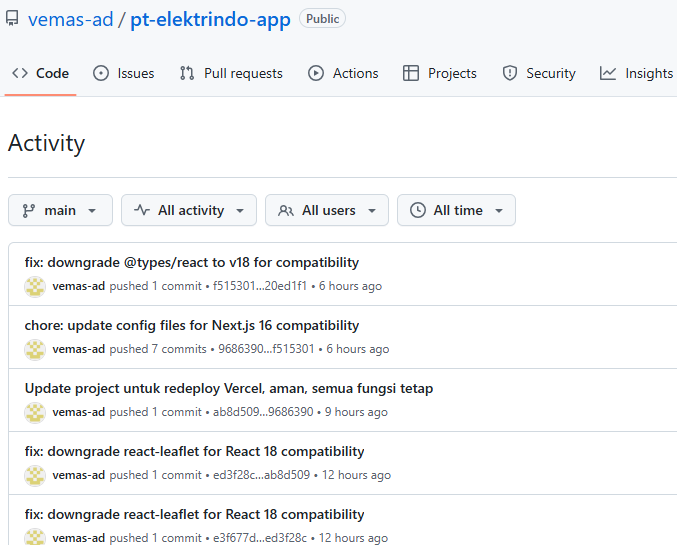 vemas-ad / pt-elektrindo-app Public
Code Issues Pull requests Actions Projects Security Insights
Activity
main All activity All users All time
fix: downgrade @types/react to v18 for compatibility
vemas-ad pushed 1 commit • f515301...20ed1f1 • 6 hours ago
chore: update config files for Next.js 16 compatibility
vemas-ad pushed 7 commits • 9686390...f515301 • 6 hours ago
Update project untuk redeploy Vercel, aman, semua fungsi tetap
vemas-ad pushed 1 commit • ab8d509...9686390 • 9 hours ago
fix: downgrade react-leaflet for React 18 compatibility
vemas-ad pushed 1 commit • ed3f28c...ab8d509 • 12 hours ago
fix: downgrade react-leaflet for React 18 compatibility
vemas-ad pushed 1 commit • e3f677d...ed3f28c • 12 hours ago